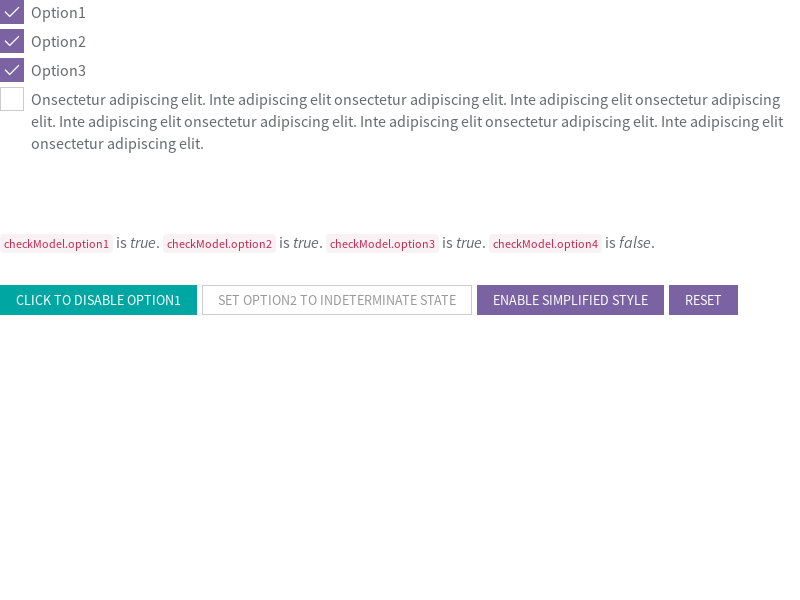 Option1
Option2
Option3
Onsectetur adipiscing elit. Inte adipiscing elit onsectetur adipiscing elit. Inte adipiscing elit onsectetur adipiscing
elit. Inte adipiscing elit onsectetur adipiscing elit. Inte adipiscing elit onsectetur adipiscing elit. Inte adipiscing elit
onsectetur adipiscing elit.
checkModel.option1 is true. checkModel.option2 is true. checkModel.option3 is true. checkModel.option4 is false.
CLICK TO DISABLE OPTION1 SET OPTION2 TO INDETERMINATE STATE ENABLE SIMPLIFIED STYLE RESET